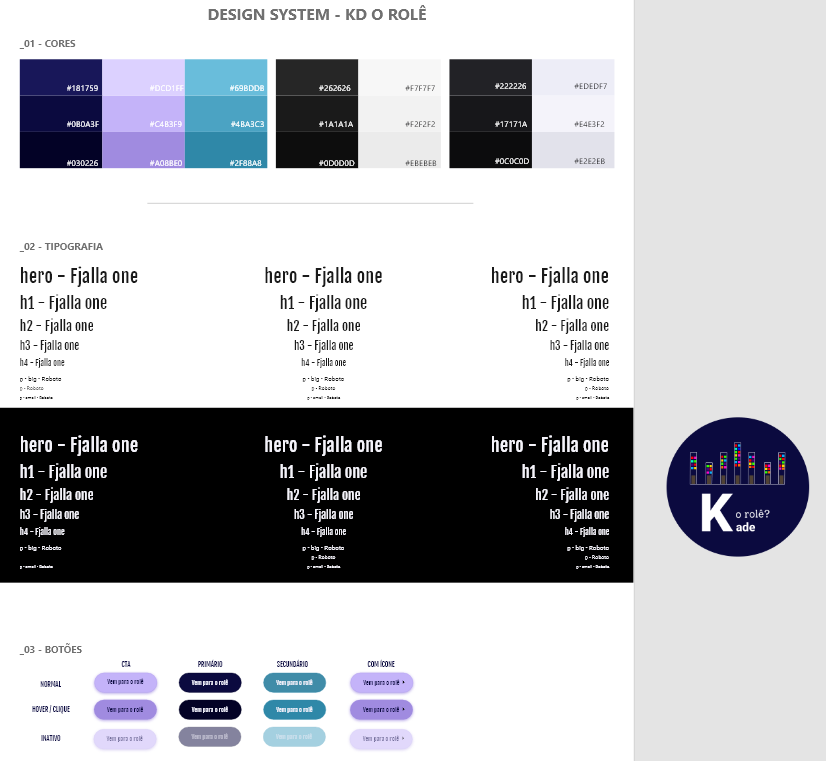 DESIGN SYSTEM - KD O ROLÊ
_01 - CORES
#181759 #DCD1FF #69BDDB #262626 #F7F7F7 #222226 #EDEDF7
#0B0A3F #C4B3F9 #4BA3C3 #1A1A1A #F2F2F2 #17171A #E4E3F2
#030226 #A08BE0 #2F88A8 #0D0D0D #EBEBEB #0C0C0D #E2E2EB
_02 - TIPOGRAFIA
hero - Fjalla one hero - Fjalla one hero - Fjalla one
h1 - Fjalla one h1 - Fjalla one h1 - Fjalla one
h2 - Fjalla one h2 - Fjalla one h2 - Fjalla one
h3 - Fjalla one h3 - Fjalla one h3 - Fjalla one
h4 - Fjalla one h4 - Fjalla one h4 - Fjalla one
p - big - Roboto p - big - Roboto p - big - Roboto
p - Roboto p - Roboto p - Roboto
p - small - Roboto p - small - Roboto p - small - Roboto
hero - Fjalla one hero - Fjalla one hero - Fjalla one
h1 - Fjalla one h1 - Fjalla one h1 - Fjalla one
h2 - Fjalla one h2 - Fjalla one h2 - Fjalla one
h3 - Fjalla one h3 - Fjalla one h3 - Fjalla one
h4 - Fjalla one h4 - Fjalla one h4 - Fjalla one
p - big - Roboto p - big - Roboto p - big - Roboto
p - Roboto p - Roboto
p - small - Roboto p - small - Roboto p - small - Roboto
K o rolê?
ade
_03 - BOTÕES
CTA PRIMÁRIO SECUNDÁRIO COM ÍCONE
NORMAL Vem para o rolê Vem para o rolê Vem para o rolê Vem para o rolê
HOVER / CLIQUE Vem para o rolê Vem para o rolê Vem para o rolê Vem para o rolê
INATIVO Vem para o rolê Vem para o rolê Vem para o rolê Vem para o rolê